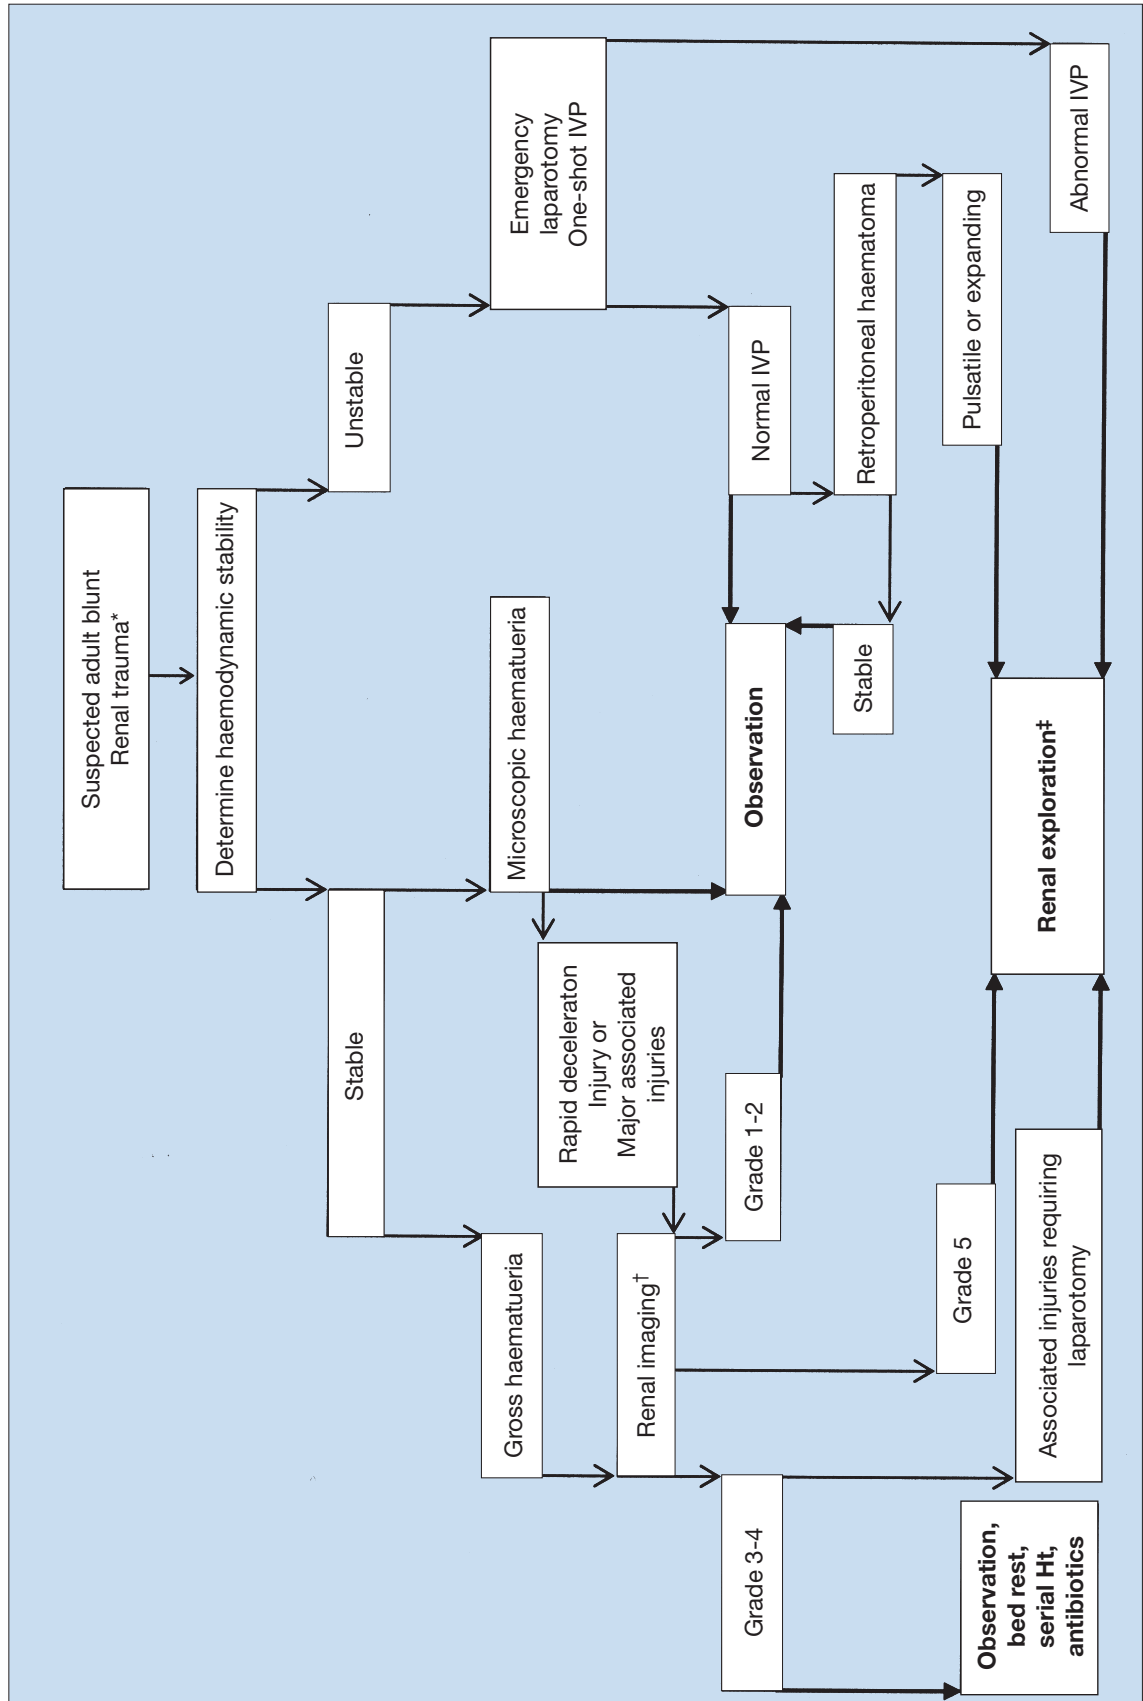 Suspected adult blunt
Renal trauma*
Determine haemodynamic stability
Stable
Unstable
Gross haematueria
Microscopic haematueria
Emergency
laparotomy
One-shot IVP
Rapid deceleraton
Injury or
Major associated
injuries
Renal imaging†
Grade 3-4
Grade 1-2
Observation
Normal IVP
Stable
Retroperitoneal haematoma
Grade 5
Pulsatile or expanding
Observation,
bed rest,
serial Ht,
antibiotics
Associated injuries requiring
laparotomy
Renal exploration‡
Abnormal IVP